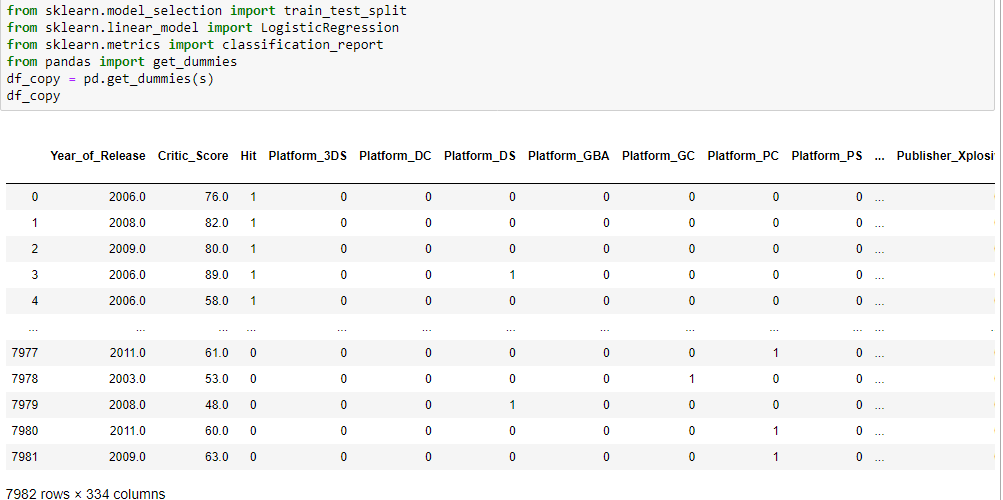 from sklearn.model_selection import train_test_split
from sklearn.linear_model import LogisticRegression
from sklearn.metrics import classification_report
from pandas import get_dummies
df_copy = pd.get_dummies(s)
df_copy
Year_of_Release Critic_Score Hit Platform_3DS Platform_DC Platform_DS Platform_GBA Platform_GC Platform_PC Platform_PS ... Publisher_Xplosi
0 2006.0 76.0 1 0 0 0 0 0 0 0 ...
1 2008.0 82.0 1 0 0 0 0 0 0 0 ...
2 2009.0 80.0 1 0 0 0 0 0 0 0 ...
3 2006.0 89.0 1 0 0 1 0 0 0 0 ...
4 2006.0 58.0 1 0 0 0 0 0 0 0 ...
... ... ... ... ... ... ... ... ... ... ... ...
7977 2011.0 61.0 0 0 0 0 0 0 1 0 ...
7978 2003.0 53.0 0 0 0 0 0 1 0 0 ...
7979 2008.0 48.0 0 0 0 1 0 0 0 0 ...
7980 2011.0 60.0 0 0 0 0 0 0 1 0 ...
7981 2009.0 63.0 0 0 0 0 0 0 1 0 ...
7982 rows × 334 columns